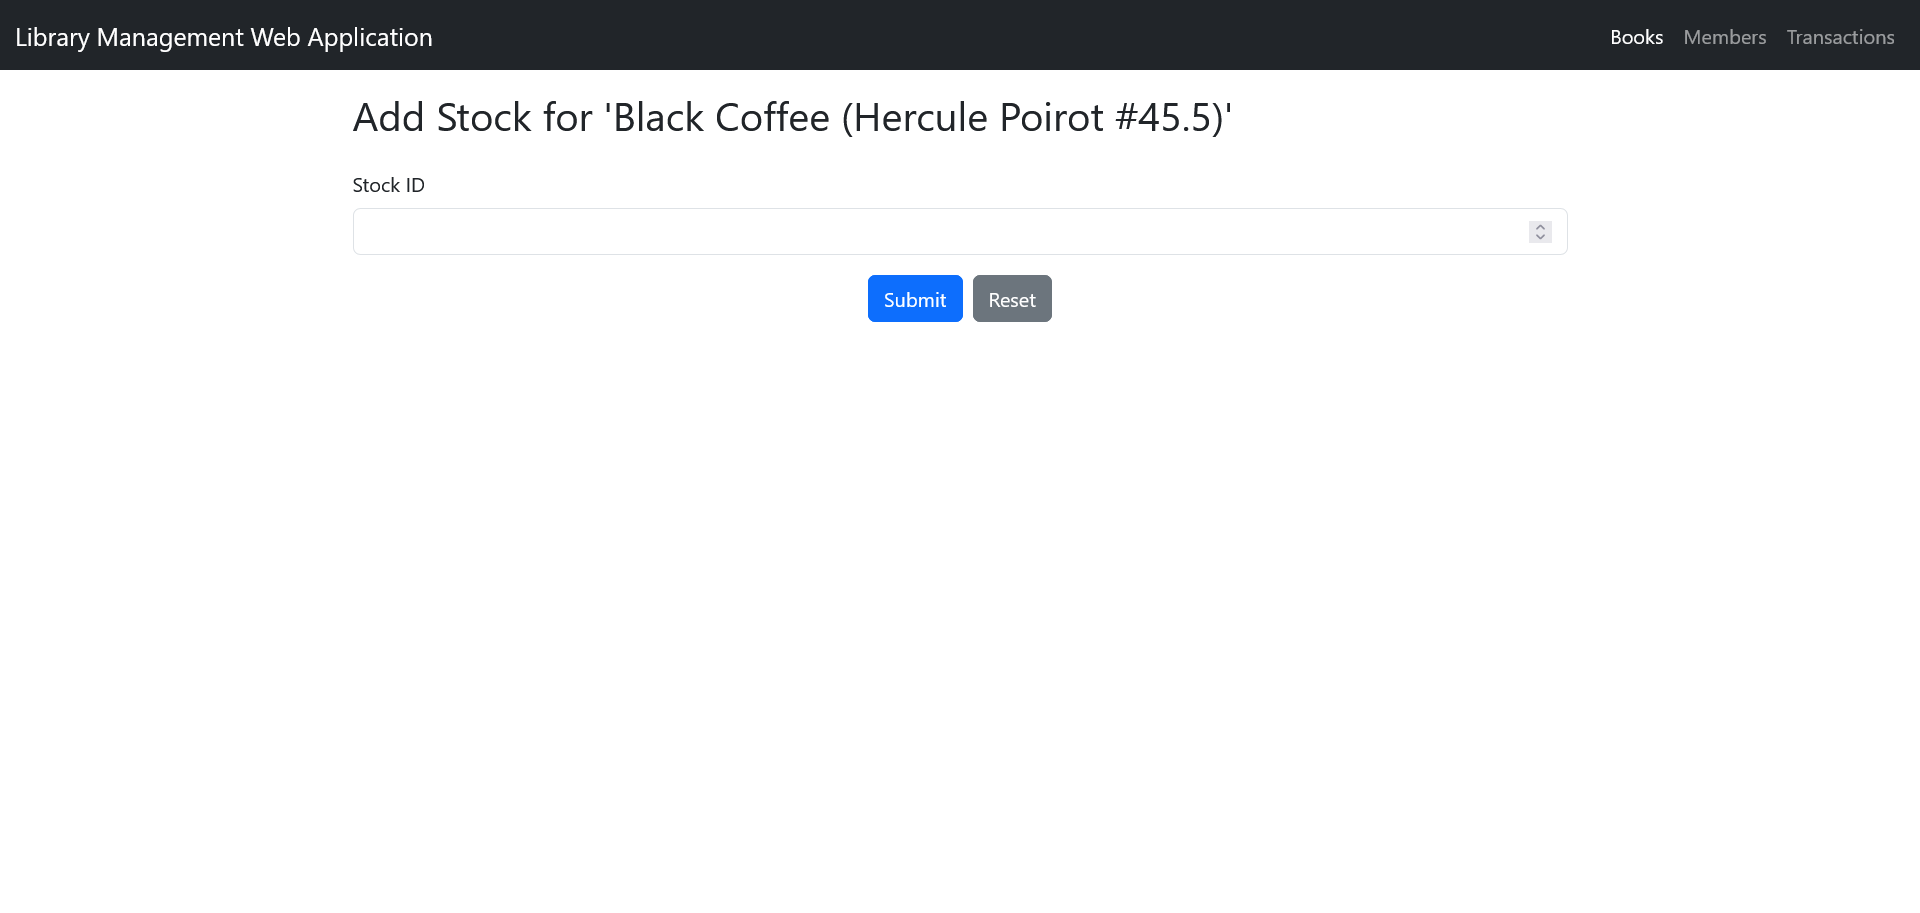 Library Management Web Application
Books Members Transactions
Add Stock for 'Black Coffee (Hercule Poirot #45.5)'
Stock ID
Submit Reset